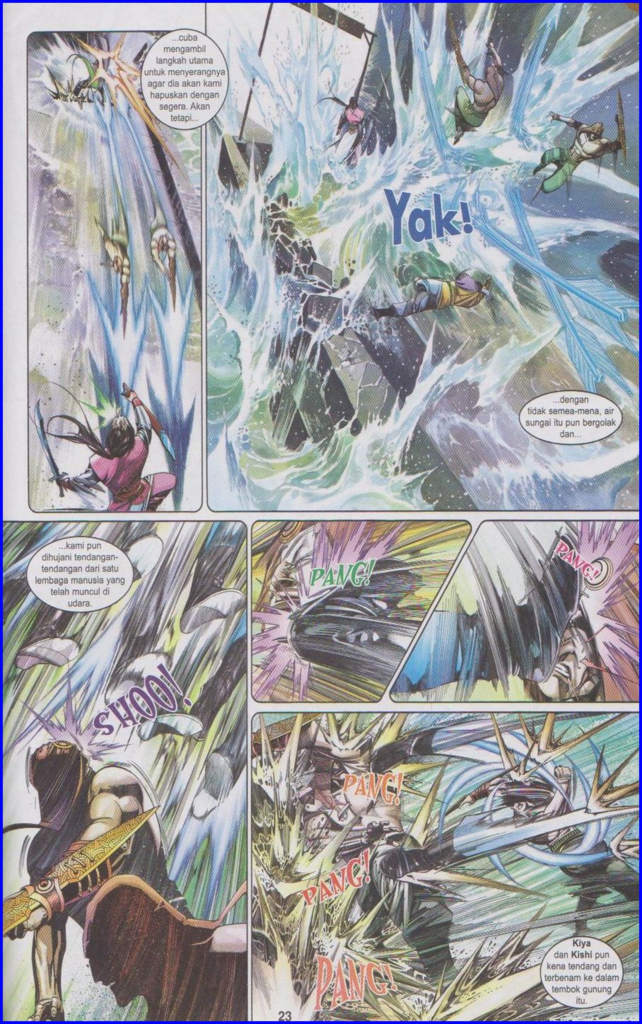 ...cuba
mengambil
langkah utama
untuk menyerangnya
agar dia akan kami
hapuskan dengan
segera. Akan
tetapi...
Yak!
...dengan
tidak semea-mena, air
sungai itu pun bergolak
dan...
...kami pun
dihujani tendangan-
tendangan dari satu
lembaga manusia yang
telah muncul di
udara.
SHOO!
PANG!
PANG!
PANG!
PANG!
PANG!
Kiya
dan Kishi pun
kena tendang dan
terbenam ke dalam
tembok gunung
itu.
23